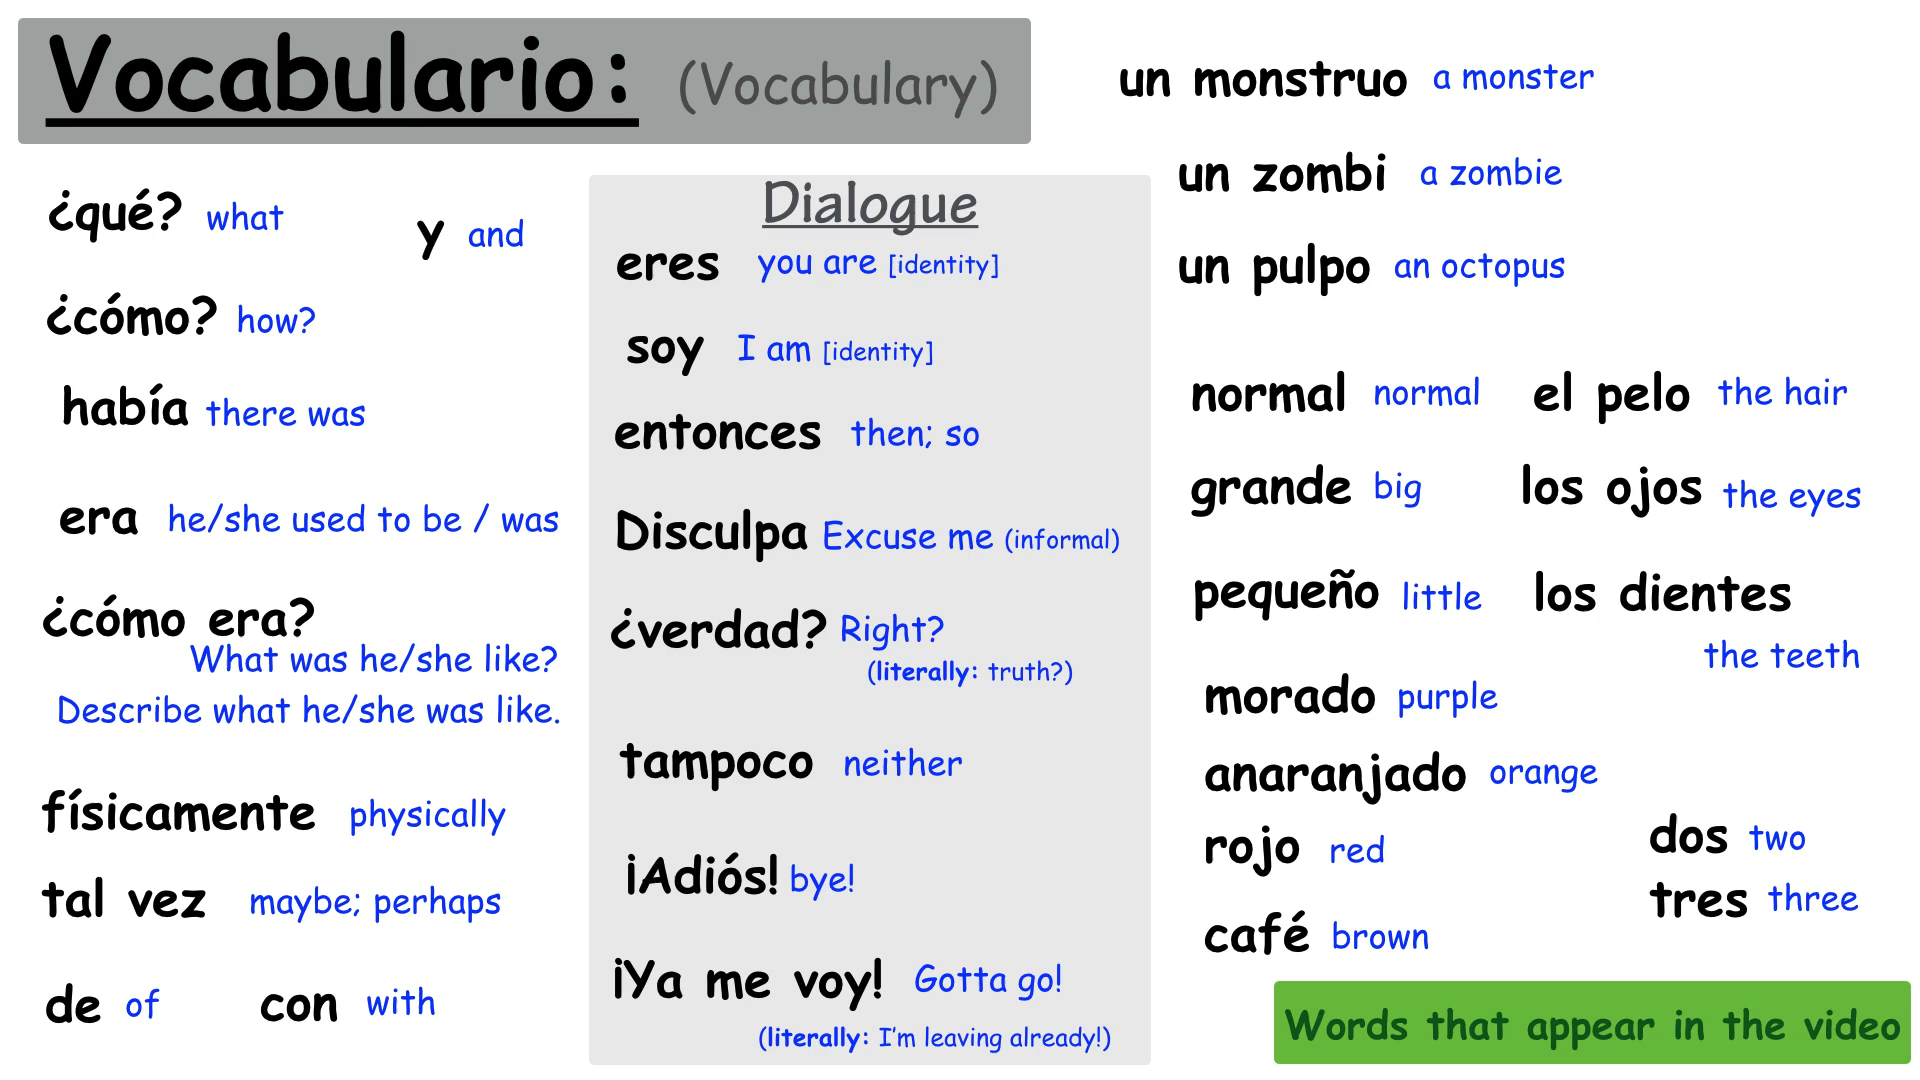 Vocabulario: (Vocabulary)
¿qué? what
y and
¿cómo? how?
había there was
era he/she used to be / was
¿cómo era?
What was he/she like?
Describe what he/she was like.
físicamente physically
tal vez maybe; perhaps
de of
con with
Dialogue
eres you are [identity]
soy I am [identity]
entonces then; so
Disculpa Excuse me (informal)
¿verdad? Right?
(literally: truth?)
tampoco neither
¡Adiós! bye!
¡Ya me voy! Gotta go!
(literally: I'm leaving already!)
un monstruo a monster
un zombi a zombie
un pulpo an octopus
normal normal
el pelo the hair
grande big
los ojos the eyes
pequeño little
los dientes
the teeth
morado purple
anaranjado orange
rojo red
dos two
tres three
café brown
Words that appear in the video